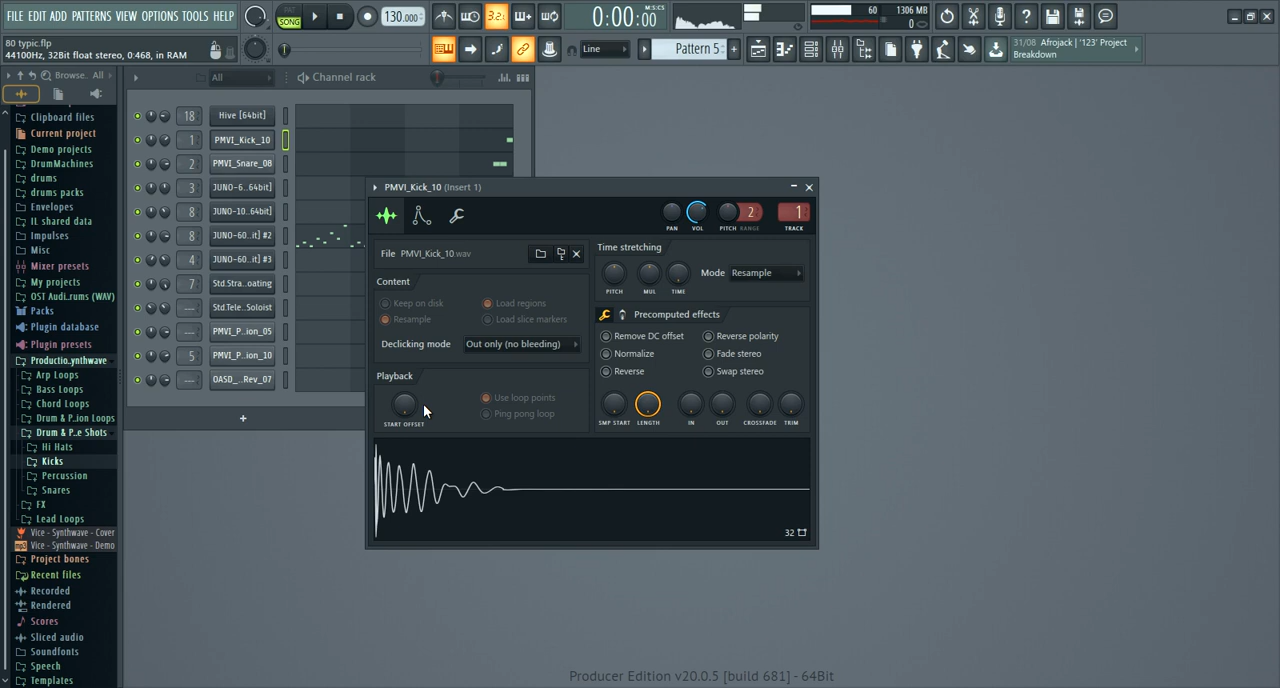 FILE EDIT ADD PATTERNS VIEW OPTIONS TOOLS HELP
PAT
SONG
130.000
3.2.
0:00:00
M:S:CS
60
1306 MB
0
80 typic.flp
44100Hz, 32Bit float stereo, 0:468, in RAM
Line
Pattern 5
+
31/08 Afrojack | '123' Project
Breakdown
Browse.. All
All
Channel rack
Clipboard files
Current project
Demo projects
DrumMachines
drums
drums packs
Envelopes
IL shared data
Impulses
Misc
Mixer presets
My projects
OST Audi.rums (WAV)
Packs
Plugin database
Plugin presets
Productio..ynthwave
Arp Loops
Bass Loops
Chord Loops
Drum & P..ion Loops
Drum & P..e Shots
Hi Hats
Kicks
Percussion
Snares
FX
Lead Loops
Vice - Synthwave - Cover
Vice - Synthwave - Demo
Project bones
Recent files
Recorded
Rendered
Scores
Sliced audio
Soundfonts
Speech
Templates
18 Hive [64bit]
1 PMVI_Kick_10
2 PMVI_Snare_08
3 JUNO-6..64bit]
8 JUNO-10..64bit]
8 JUNO-60..it] #2
4 JUNO-60..it] #3
7 Std.Stra..oating
--- Std.Tele..Soloist
--- PMVI_P..ion_05
5 PMVI_P..ion_10
--- OASD_..Rev_07
+
PMVI_Kick_10 (Insert 1)
2
1
PAN VOL PITCH RANGE TRACK
File PMVI_Kick_10.wav
Content
Keep on disk
Load regions
Resample
Load slice markers
Declicking mode Out only (no bleeding)
Playback
START OFFSET
Use loop points
Ping pong loop
Time stretching
PITCH MUL TIME
Mode Resample
Precomputed effects
Remove DC offset
Reverse polarity
Normalize
Fade stereo
Reverse
Swap stereo
SMP START LENGTH IN OUT CROSSFADE TRIM
32
Producer Edition v20.0.5 [build 681] - 64Bit